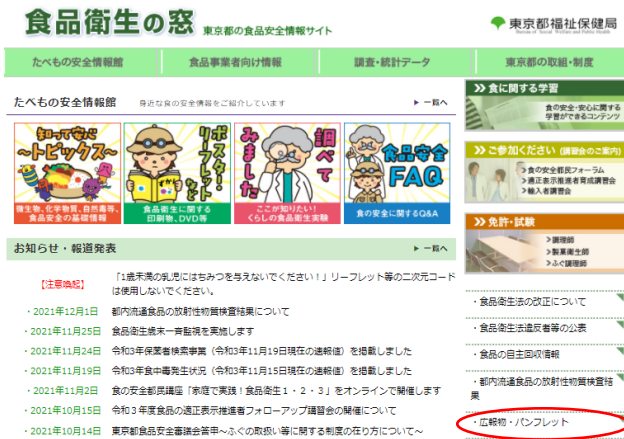 食品衛生の窓 東京都の食品安全情報サイト
東京都福祉保健局
Bureau of Social Welfare and Public Health
たべもの安全情報館
食品事業者向け情報
調査・統計データ
東京都の取組・制度
たべもの安全情報館 身近な食の安全情報をご紹介しています
一覧へ
知って安心
～トピックス～
微生物、化学物質、自然毒等、
食品安全の基礎情報
ポスター・
リーフレット
など
食品衛生に関する
印刷物、DVD等
調べて
みました
ここが知りたい!
くらしの食品衛生実験
食品安全
FAQ
食の安全に関するQ&A
お知らせ・報道発表
一覧へ
【注意喚起】
「1歳未満の乳児にはちみつを与えないでください！」リーフレット等の二次元コード
は使用しないでください。
・2021年12月1日 都内流通食品の放射性物質検査結果について
・2021年11月25日 食品衛生歳末一斉監視を実施します
・2021年11月24日 令和3年保菌者検索事業（令和3年11月19日現在の速報値）を掲載しました
・2021年11月19日 令和3年食中毒発生状況（令和3年11月15日現在の速報値）を掲載しました
・2021年11月2日 食の安全都民講座「家庭で実践！食品衛生１・２・３」をオンラインで開催します
・2021年10月15日 令和３年度食品の適正表示推進者フォローアップ講習会の開催について
・2021年10月14日 東京都食品安全審議会答申～ふぐの取扱い等に関する制度の在り方について～
食に関する学習
食の安全・安心に関する
学習ができるコンテンツ
ご参加ください (講習会のご案内)
>食の安全都民フォーラム
>適正表示推進者育成講習会
>輸入者講習会
免許・試験
>調理師
>製菓衛生師
>ふぐ調理師
・食品衛生法の改正について
・食品衛生法違反者等の公表
・食品の自主回収情報
・都内流通食品の放射性物質検査結
果
・広報物・パンフレット